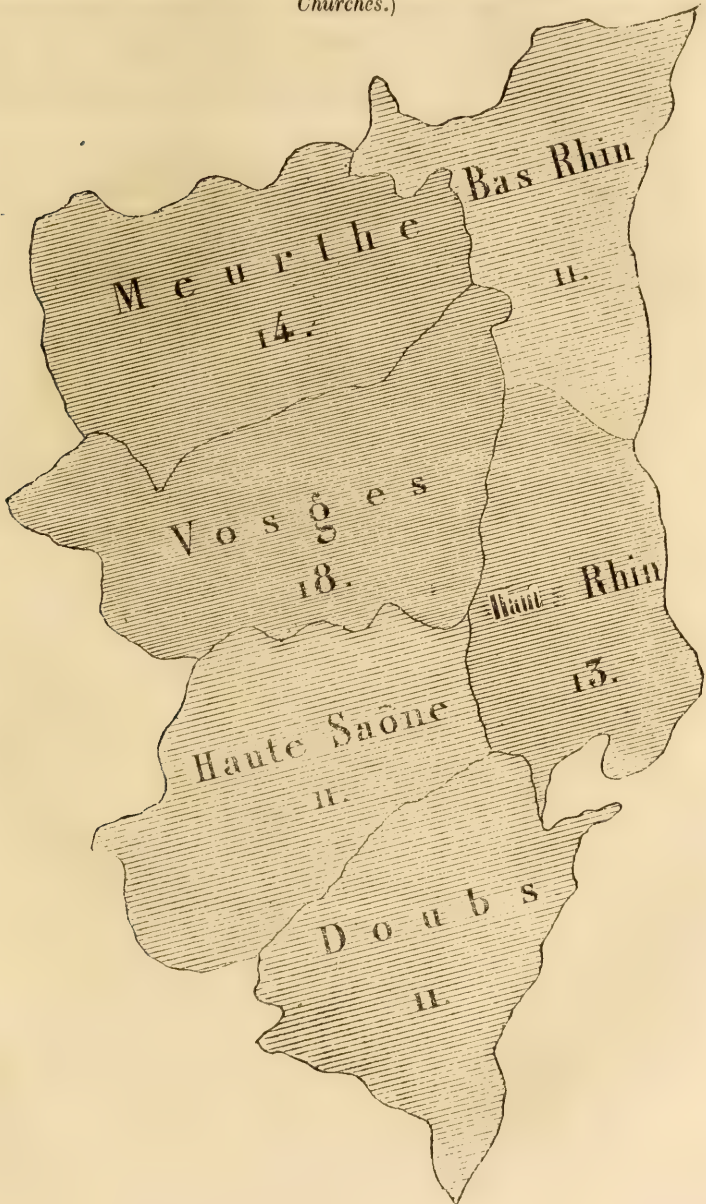 Churches.)
Bas Rhin
11.
Meurthe
14.
Vosges
18.
Haut Rhin
13.
Haute Saône
11.
Doubs
11.